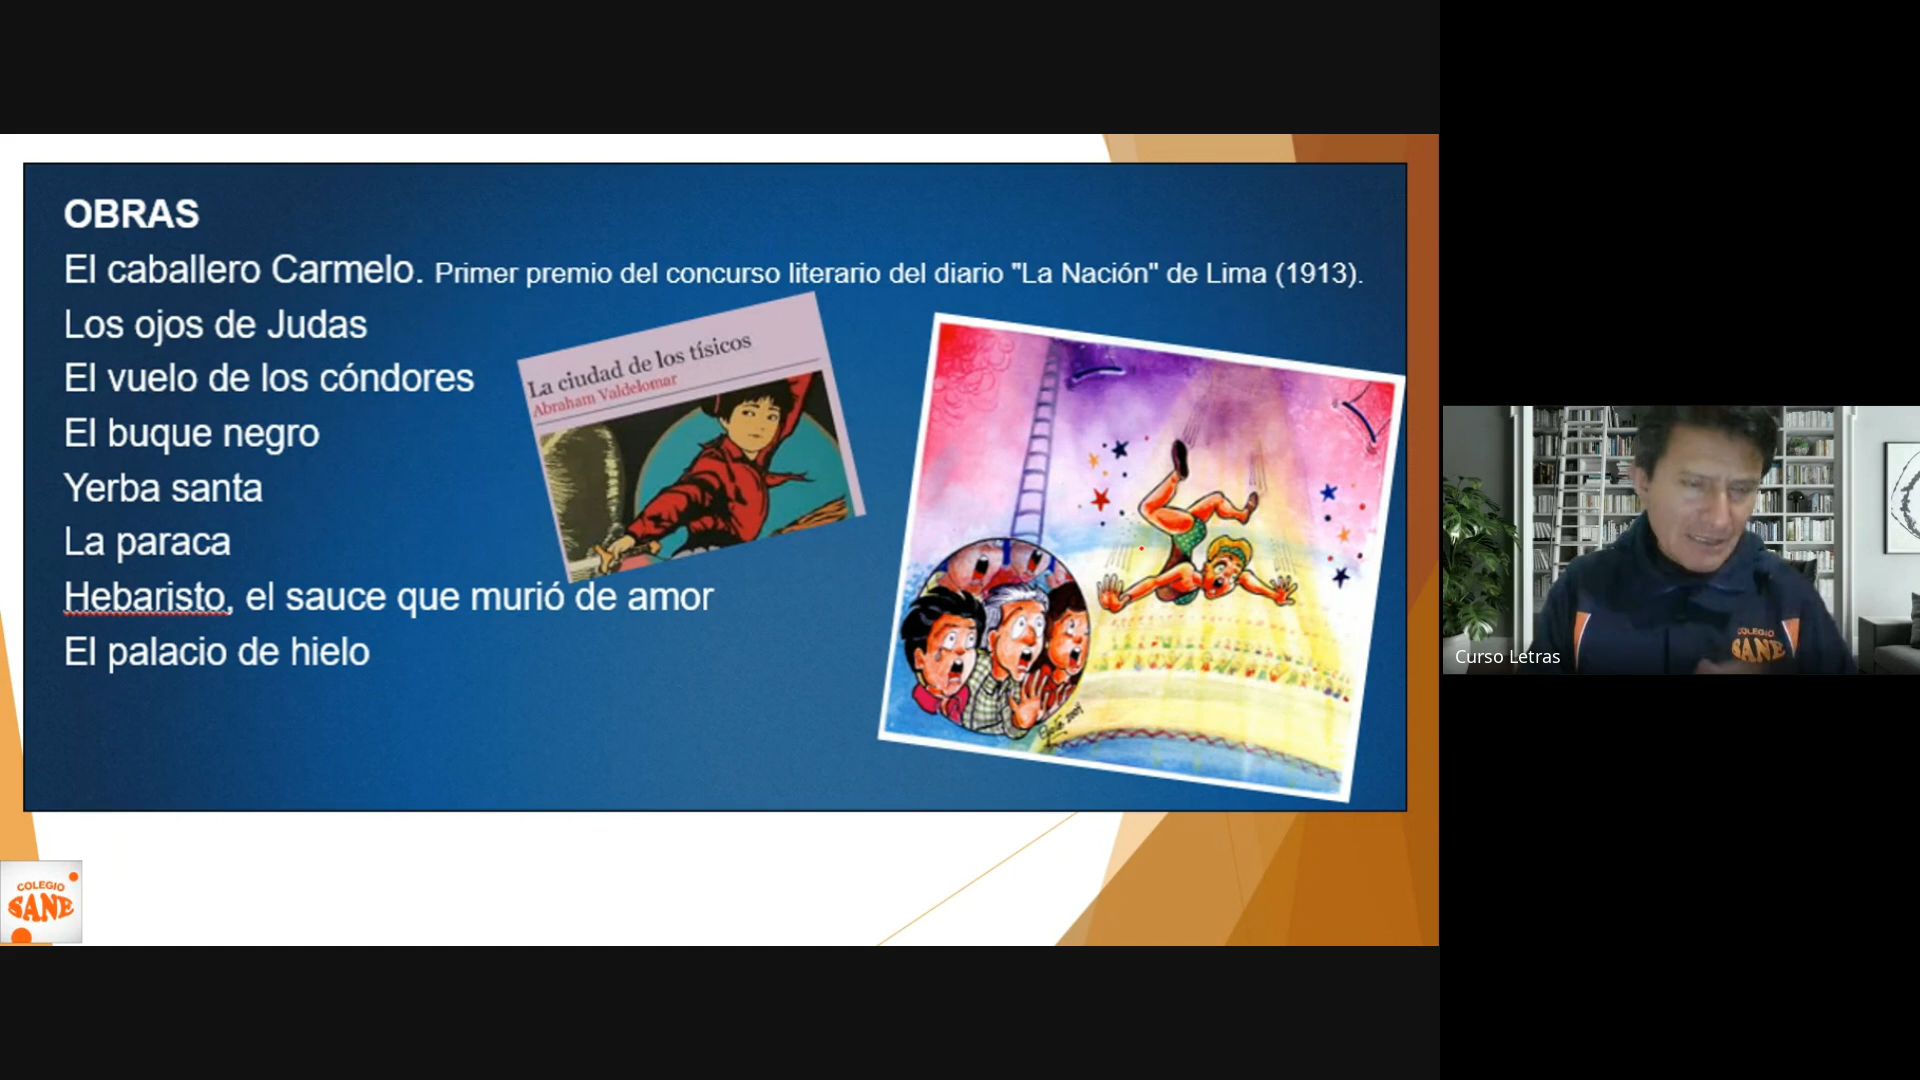 OBRAS
El caballero Carmelo. Primer premio del concurso literario del diario "La Nación" de Lima (1913).
Los ojos de Judas
El vuelo de los cóndores
El buque negro
Yerba santa
La paraca
Hebaristo, el sauce que murió de amor
El palacio de hielo
La ciudad de los tísicos
Abraham Valdelomar
COLEGIO
SANE
COLEGIO
SANE
Curso Letras